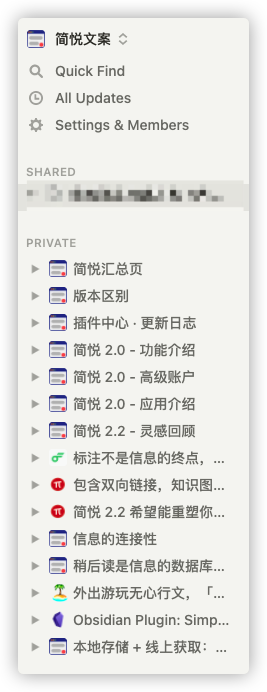 简悦文案
Quick Find
All Updates
Settings & Members
SHARED
PRIVATE
简悦汇总页
版本区别
插件中心 · 更新日志
简悦 2.0 - 功能介绍
简悦 2.0 - 高级账户
简悦 2.0 - 应用介绍
简悦 2.2 - 灵感回顾
标注不是信息的终点，...
包含双向链接，知识图...
简悦 2.2 希望能重塑你...
信息的连接性
稍后读是信息的数据库...
外出游玩无心行文，「...
Obsidian Plugin: Simp...
本地存储 + 线上获取：...